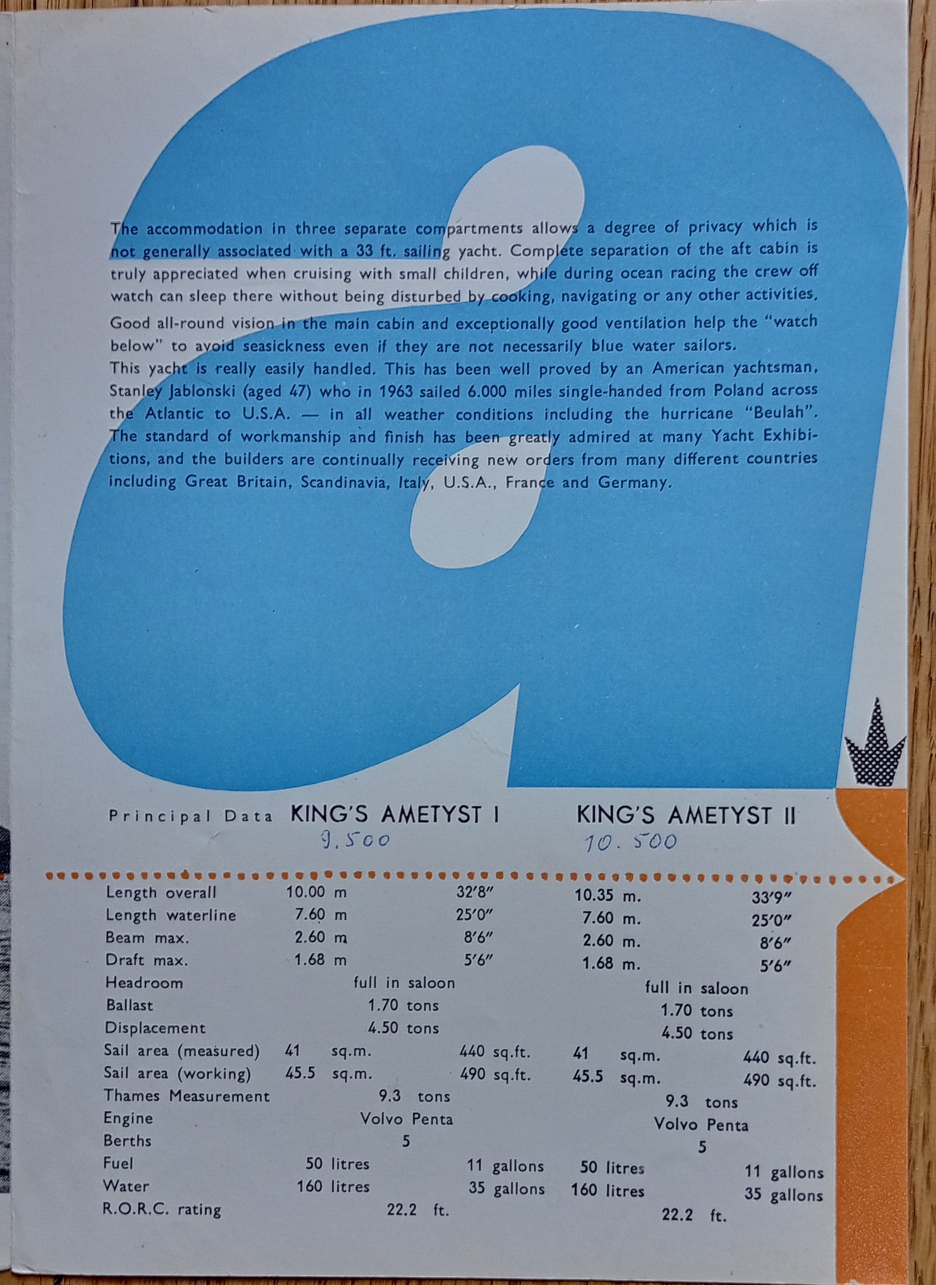 The accommodation in three separate compartments allows a degree of privacy which is
not generally associated with a 33 ft. sailing yacht. Complete separation of the aft cabin is
truly appreciated when cruising with small children, while during ocean racing the crew off
watch can sleep there without being disturbed by cooking, navigating or any other activities.
Good all-round vision in the main cabin and exceptionally good ventilation help the “watch
below” to avoid seasickness even if they are not necessarily blue water sailors.
This yacht is really easily handled. This has been well proved by an American yachtsman,
Stanley Jablonski (aged 47) who in 1963 sailed 6.000 miles single-handed from Poland across
the Atlantic to U.S.A. — in all weather conditions including the hurricane “Beulah”.
The standard of workmanship and finish has been greatly admired at many Yacht Exhibi-
tions, and the builders are continually receiving new orders from many different countries
including Great Britain, Scandinavia, Italy, U.S.A., France and Germany.
Principal Data KING'S AMETYST I KING'S AMETYST II
9.500 10.500
Length overall 10.00 m 32'8” 10.35 m. 33'9”
Length waterline 7.60 m 25'0” 7.60 m. 25'0”
Beam max. 2.60 m 8'6” 2.60 m. 8'6”
Draft max. 1.68 m 5'6” 1.68 m. 5'6”
Headroom full in saloon full in saloon
Ballast 1.70 tons 1.70 tons
Displacement 4.50 tons 4.50 tons
Sail area (measured) 41 sq.m. 440 sq.ft. 41 sq.m. 440 sq.ft.
Sail area (working) 45.5 sq.m. 490 sq.ft. 45.5 sq.m. 490 sq.ft.
Thames Measurement 9.3 tons 9.3 tons
Engine Volvo Penta Volvo Penta
Berths 5 5
Fuel 50 litres 11 gallons 50 litres 11 gallons
Water 160 litres 35 gallons 160 litres 35 gallons
R.O.R.C. rating 22.2 ft. 22.2 ft.